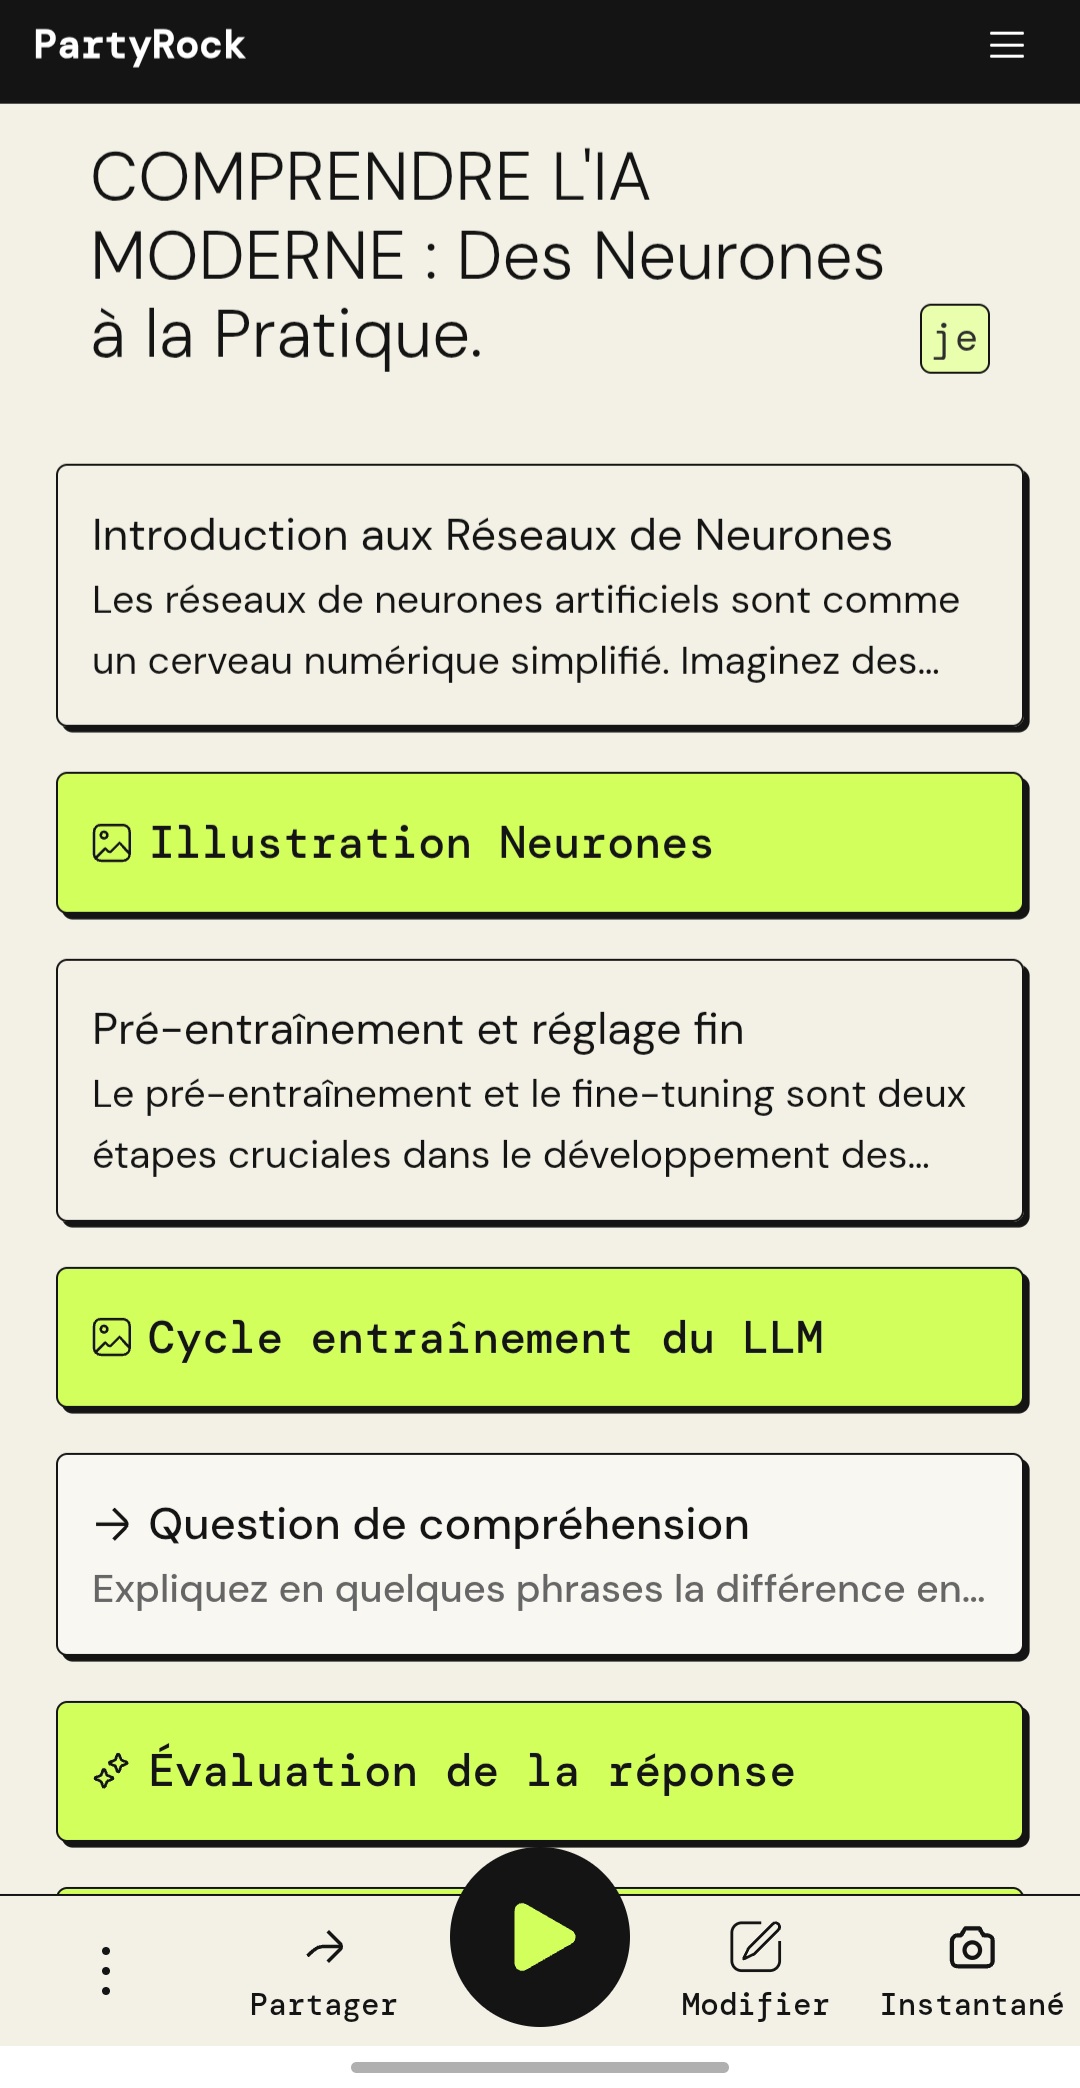 PartyRock
COMPRENDRE L'IA
MODERNE : Des Neurones
à la Pratique.
je
Introduction aux Réseaux de Neurones
Les réseaux de neurones artificiels sont comme
un cerveau numérique simplifié. Imaginez des...
Illustration Neurones
Pré-entraînement et réglage fin
Le pré-entraînement et le fine-tuning sont deux
étapes cruciales dans le développement des...
Cycle entraînement du LLM
Question de compréhension
Expliquez en quelques phrases la différence en...
Évaluation de la réponse
Partager
Modifier
Instantané